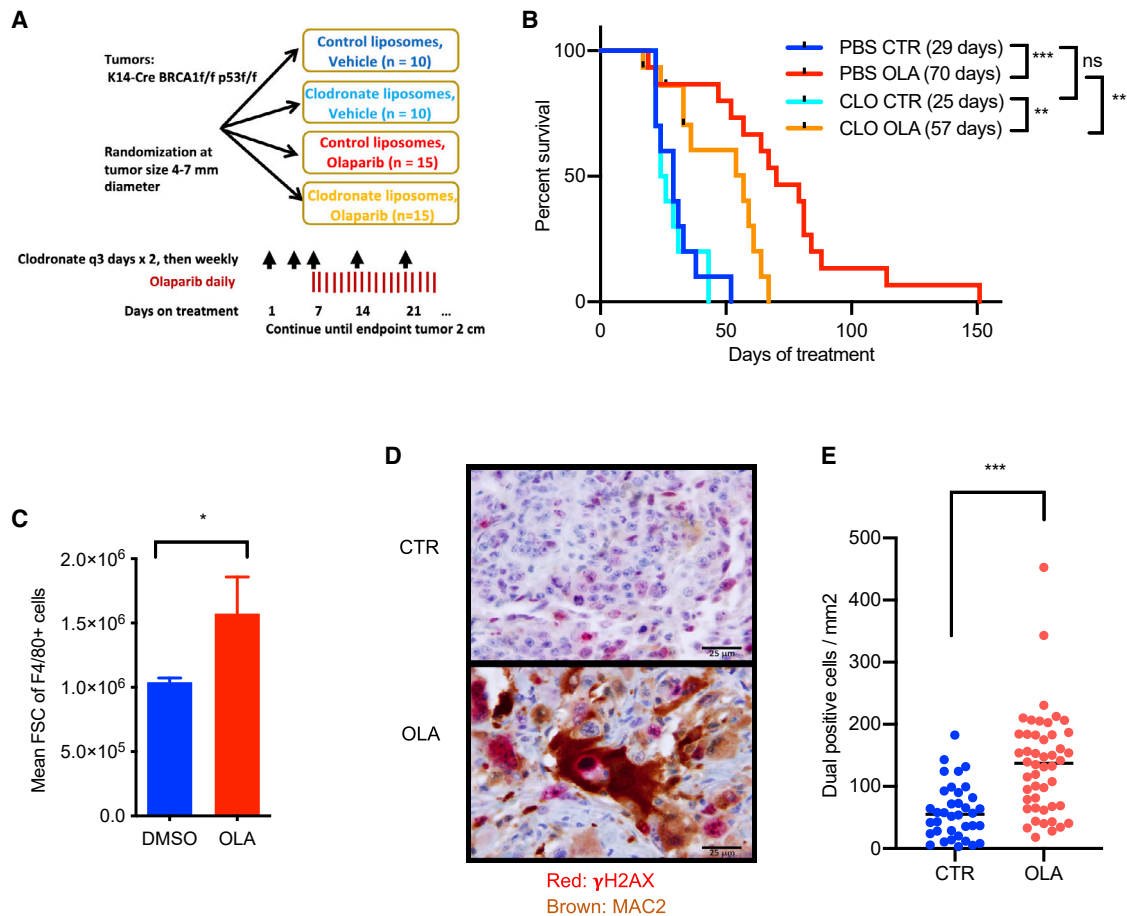 A
Tumors:
K14-Cre BRCA1f/f p53f/f
Randomization at
tumor size 4-7 mm
diameter
Control liposomes,
Vehicle (n = 10)
Clodronate liposomes,
Vehicle (n = 10)
Control liposomes,
Olaparib (n = 15)
Clodronate liposomes,
Olaparib (n=15)
Clodronate q3 days x 2, then weekly
Olaparib daily
Days on treatment 1 7 14 21 ...
Continue until endpoint tumor 2 cm
B
Percent survival
100
50
0
0 50 100 150
Days of treatment
PBS CTR (29 days)
PBS OLA (70 days)
CLO CTR (25 days)
CLO OLA (57 days)
***
**
ns
**
C
*
Mean FSC of F4/80+ cells
2.0×10⁶
1.5×10⁶
1.0×10⁶
5.0×10⁵
0.0
DMSO OLA
D
CTR
25 µm
OLA
25 µm
Red: γH2AX
Brown: MAC2
E
***
Dual positive cells / mm2
500
400
300
200
100
0
CTR OLA